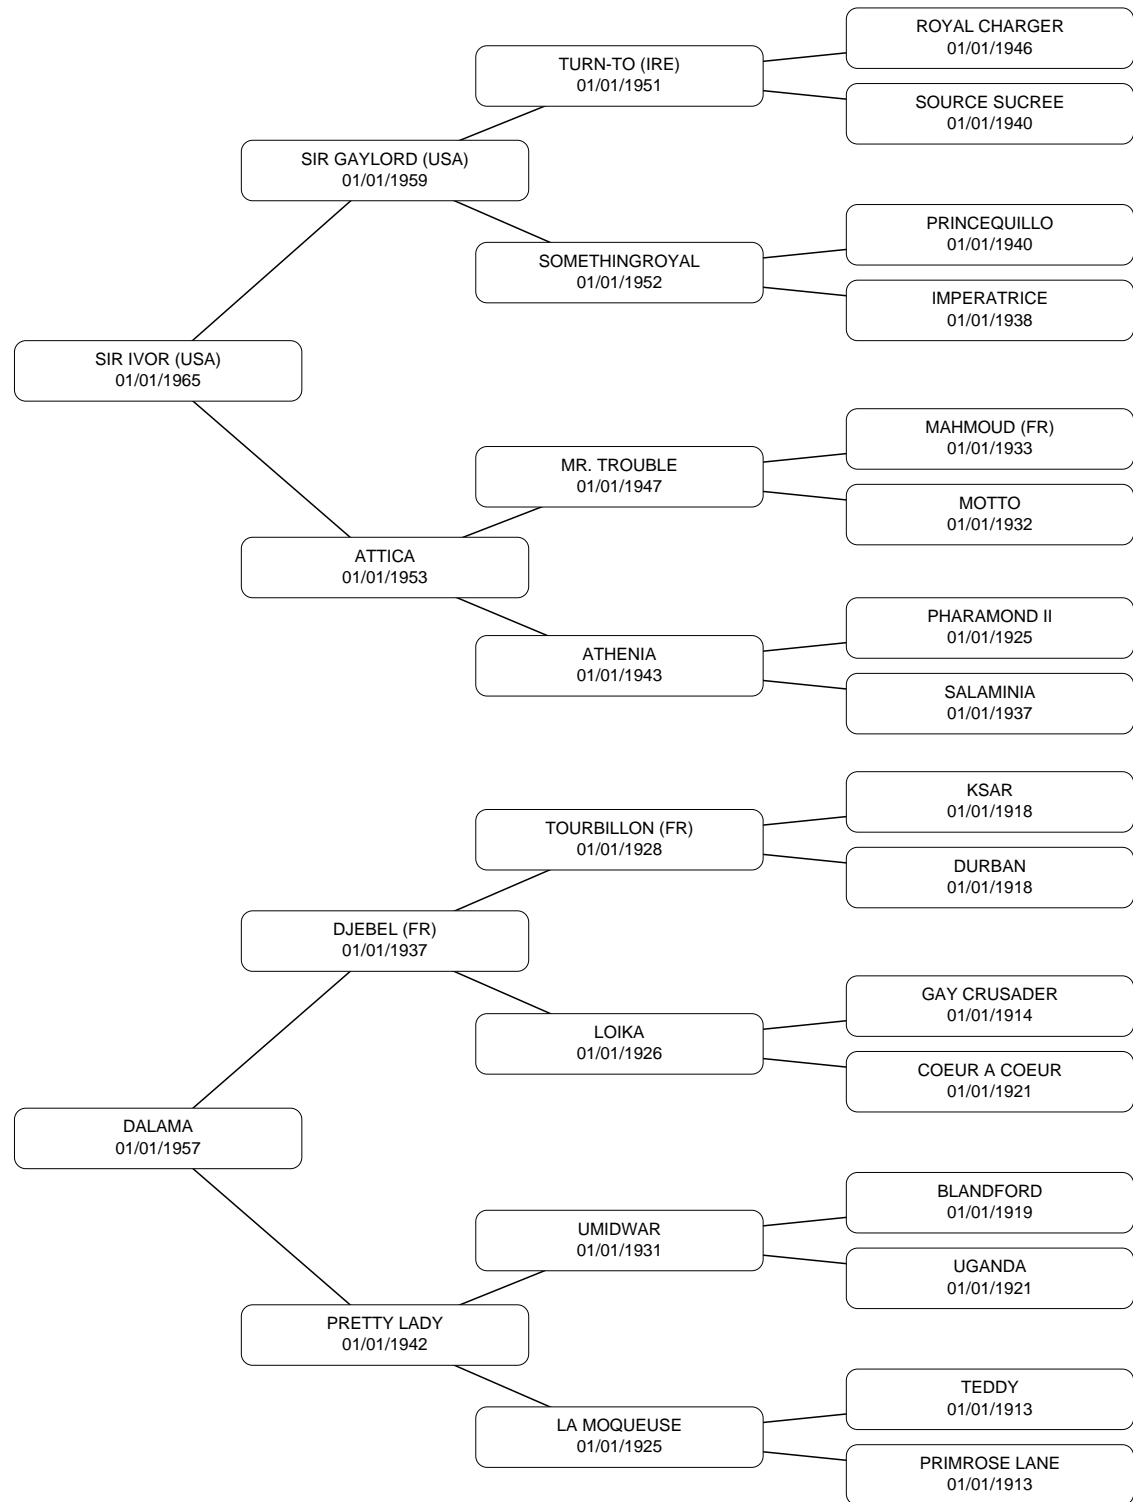 ROYAL CHARGER
01/01/1946
TURN-TO (IRE)
01/01/1951
SOURCE SUCREE
01/01/1940
SIR GAYLORD (USA)
01/01/1959
PRINCEQUILLO
01/01/1940
SOMETHINGROYAL
01/01/1952
IMPERATRICE
01/01/1938
SIR IVOR (USA)
01/01/1965
MAHMOUD (FR)
01/01/1933
MR. TROUBLE
01/01/1947
MOTTO
01/01/1932
ATTICA
01/01/1953
PHARAMOND II
01/01/1925
ATHENIA
01/01/1943
SALAMINIA
01/01/1937
KSAR
01/01/1918
TOURBILLON (FR)
01/01/1928
DURBAN
01/01/1918
DJEBEL (FR)
01/01/1937
GAY CRUSADER
01/01/1914
LOIKA
01/01/1926
COEUR A COEUR
01/01/1921
DALAMA
01/01/1957
BLANDFORD
01/01/1919
UMIDWAR
01/01/1931
UGANDA
01/01/1921
PRETTY LADY
01/01/1942
TEDDY
01/01/1913
LA MOQUEUSE
01/01/1925
PRIMROSE LANE
01/01/1913